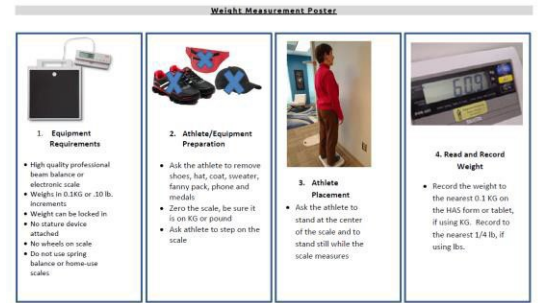 Weight Measurement Poster
1. Equipment
Requirements
• High quality professional
beam balance or
electronic scale
• Weighs in 0.1KG or .10 lb.
increments
• Weight can be locked in
• No stature device
attached
• No wheels on scale
• Do not use spring
balance or home-use
scales
2. Athlete/Equipment
Preparation
• Ask the athlete to remove
shoes, hat, coat, sweater,
fanny pack, phone and
medals
• Zero the scale, be sure it
is on KG or pound
• Ask athlete to step on the
scale
3. Athlete
Placement
• Ask the athlete to
stand at the center
of the scale and to
stand still while the
scale measures
4. Read and Record
Weight
• Record the weight to
the nearest 0.1 KG on
the HAS form or tablet,
if using KG. Record to
the nearest 1/4 lb, if
using lbs.